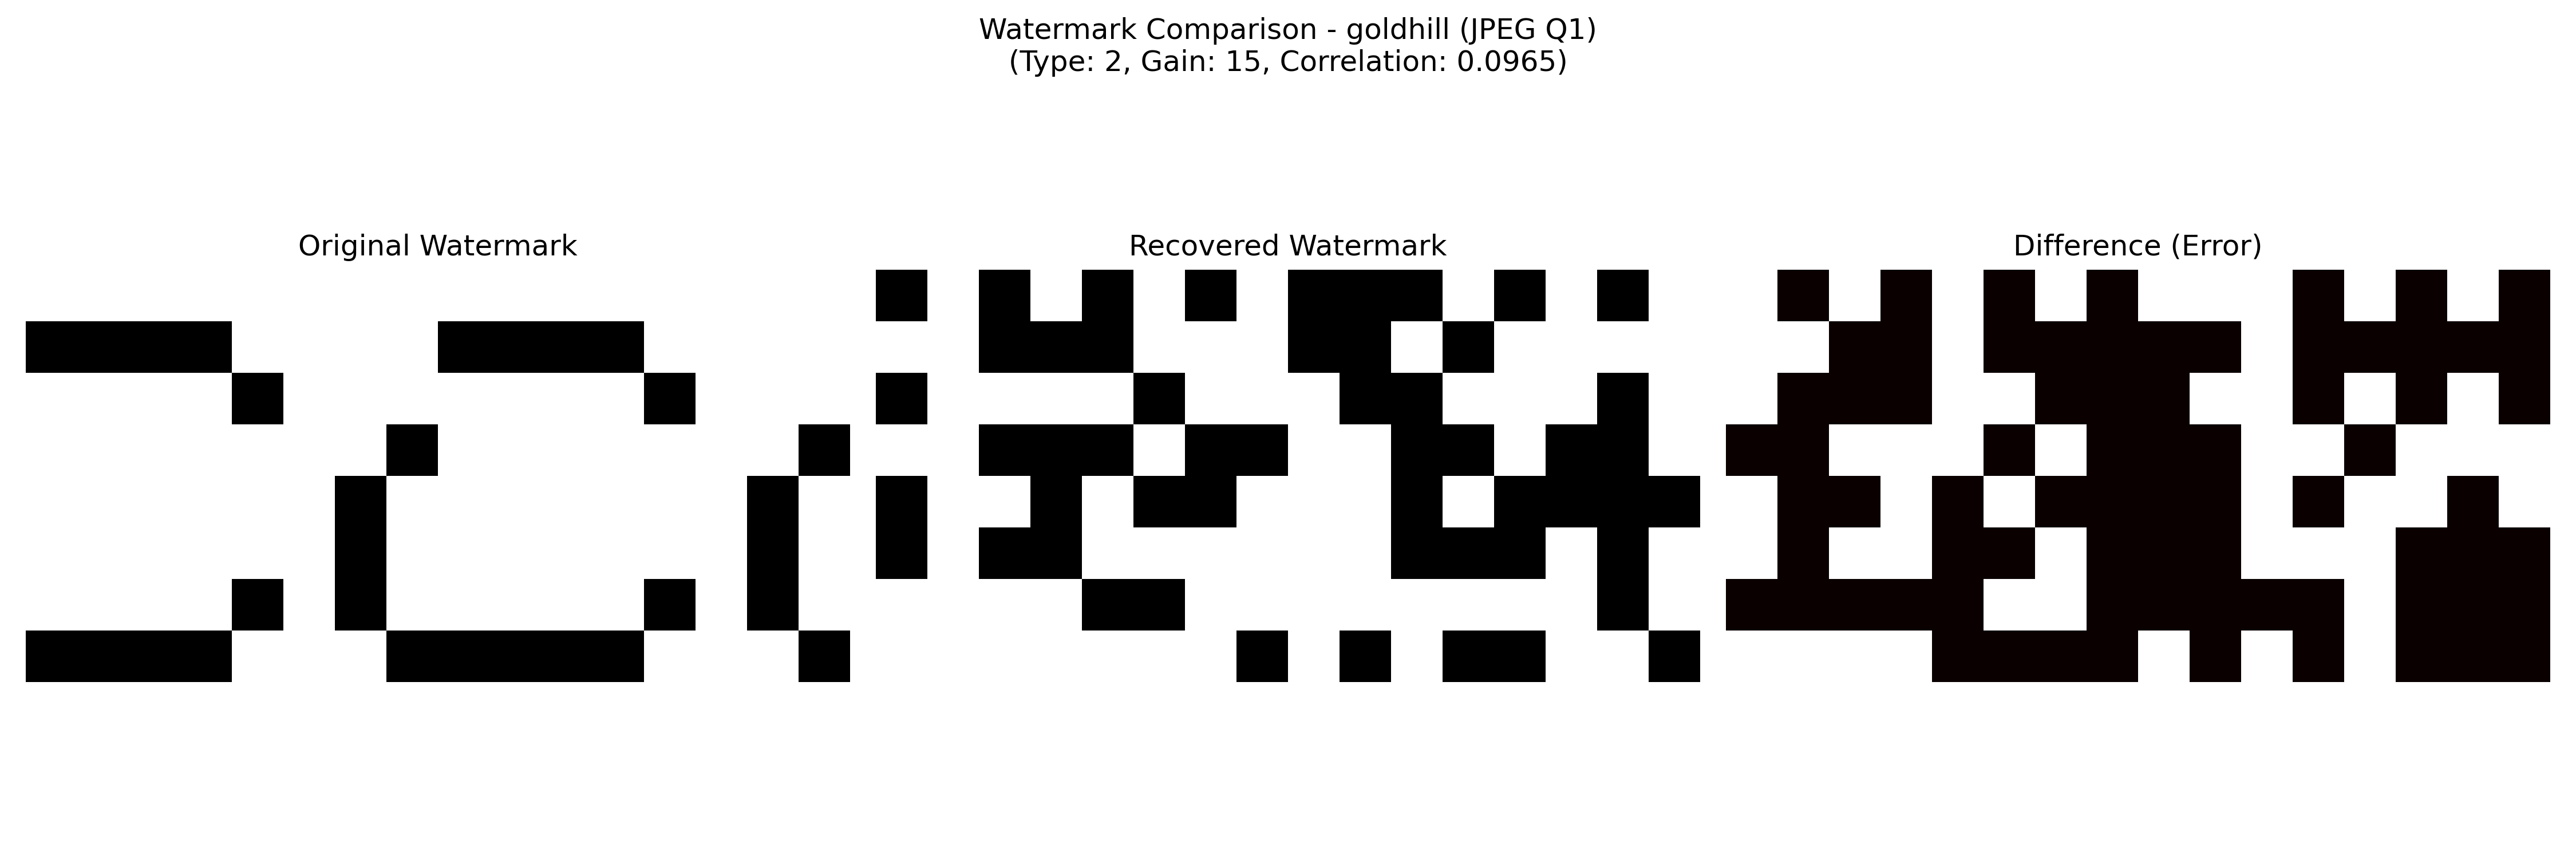 Watermark Comparison - goldhill (JPEG Q1)
(Type: 2, Gain: 15, Correlation: 0.0965)
Original Watermark
Recovered Watermark
Difference (Error)